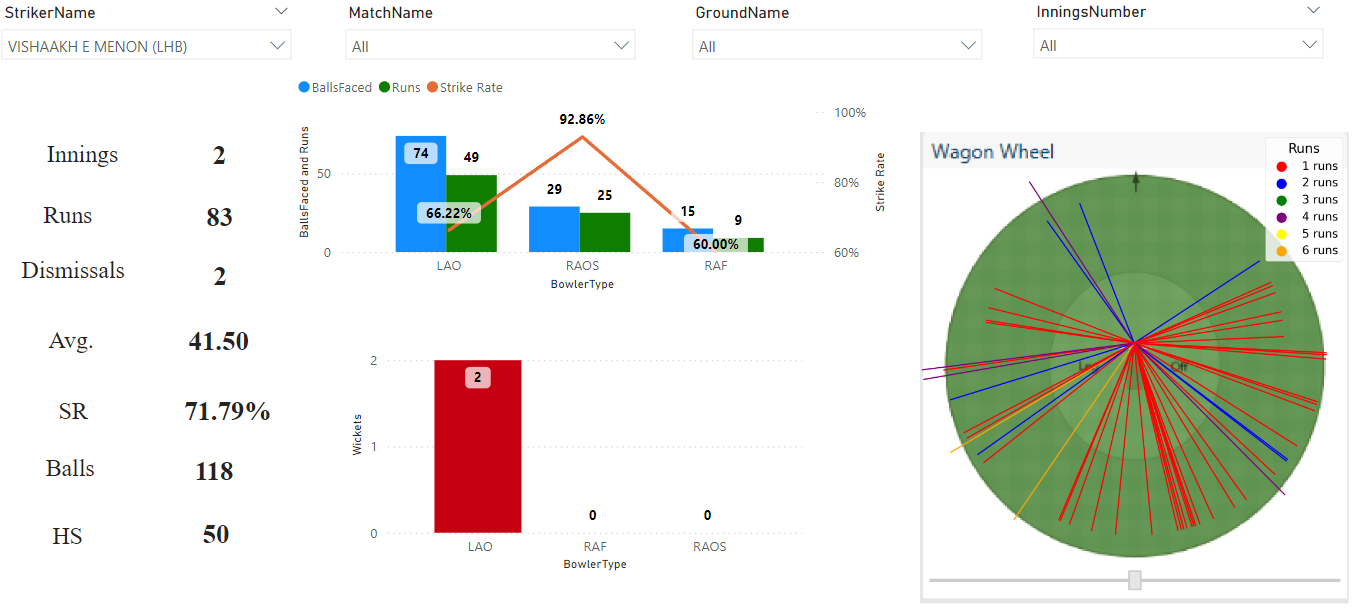 StrikerName
MatchName
GroundName
InningsNumber
VISHAAKH E MENON (LHB)
All
All
All
Innings 2
Runs 83
Dismissals 2
Avg. 41.50
SR 71.79%
Balls 118
HS 50
BallsFaced Runs Strike Rate
BallsFaced and Runs
50
0
74
49
66.22%
92.86%
29
25
15
9
60.00%
100%
80%
60%
Strike Rate
LAO RAOS RAF
BowlerType
Wickets
2
1
0
2
0
0
LAO RAF RAOS
BowlerType
Wagon Wheel
Runs
1 runs
2 runs
3 runs
4 runs
5 runs
6 runs
Off